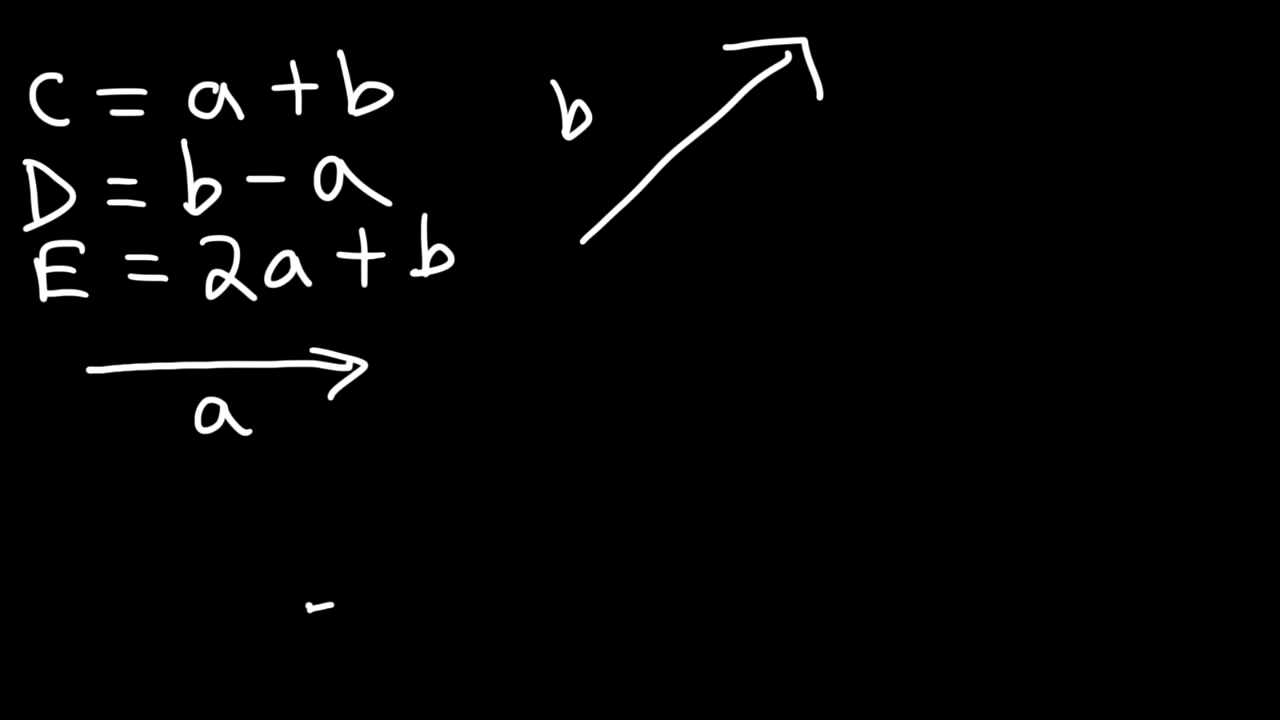 C = a + b
D = b - a
E = 2a + b
b
a
-